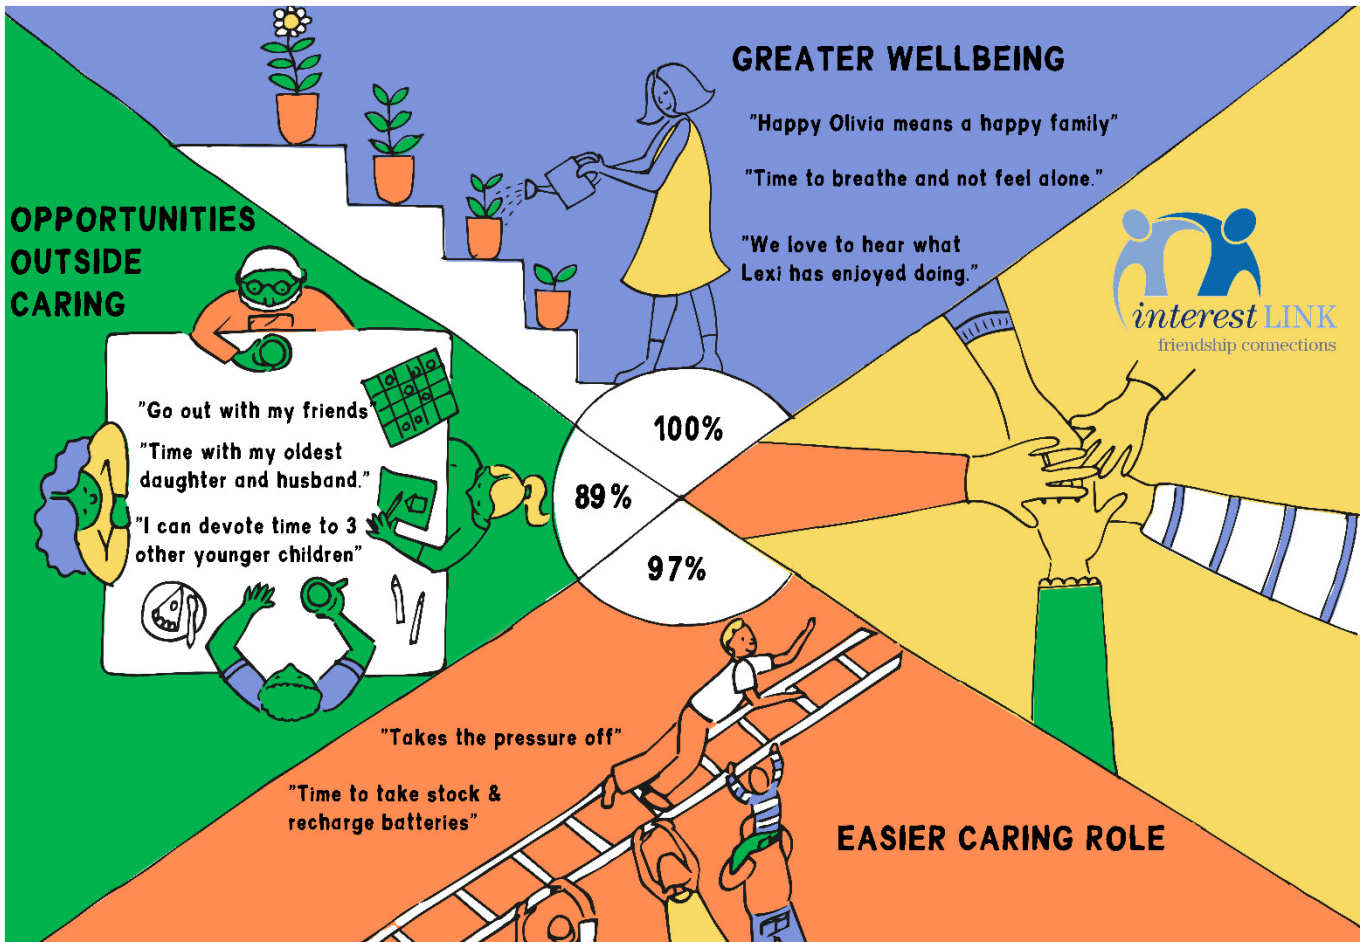 GREATER WELLBEING
"Happy Olivia means a happy family"
"Time to breathe and not feel alone."
"We love to hear what
Lexi has enjoyed doing."
interest LINK
friendship connections
OPPORTUNITIES
OUTSIDE
CARING
"Go out with my friends"
"Time with my oldest
daughter and husband."
"I can devote time to 3
other younger children"
100%
89%
97%
"Takes the pressure off"
"Time to take stock &
recharge batteries"
EASIER CARING ROLE